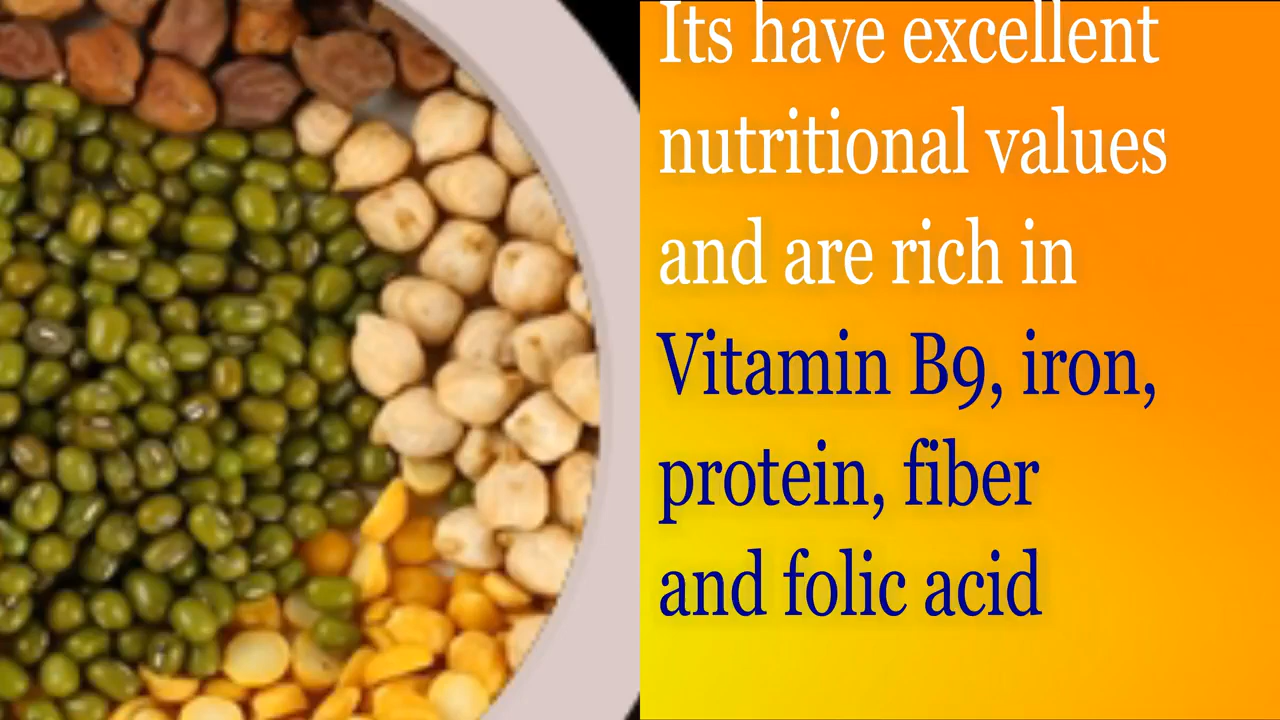 Its have excellent
nutritional values
and are rich in
Vitamin B9, iron,
protein, fiber
and folic acid